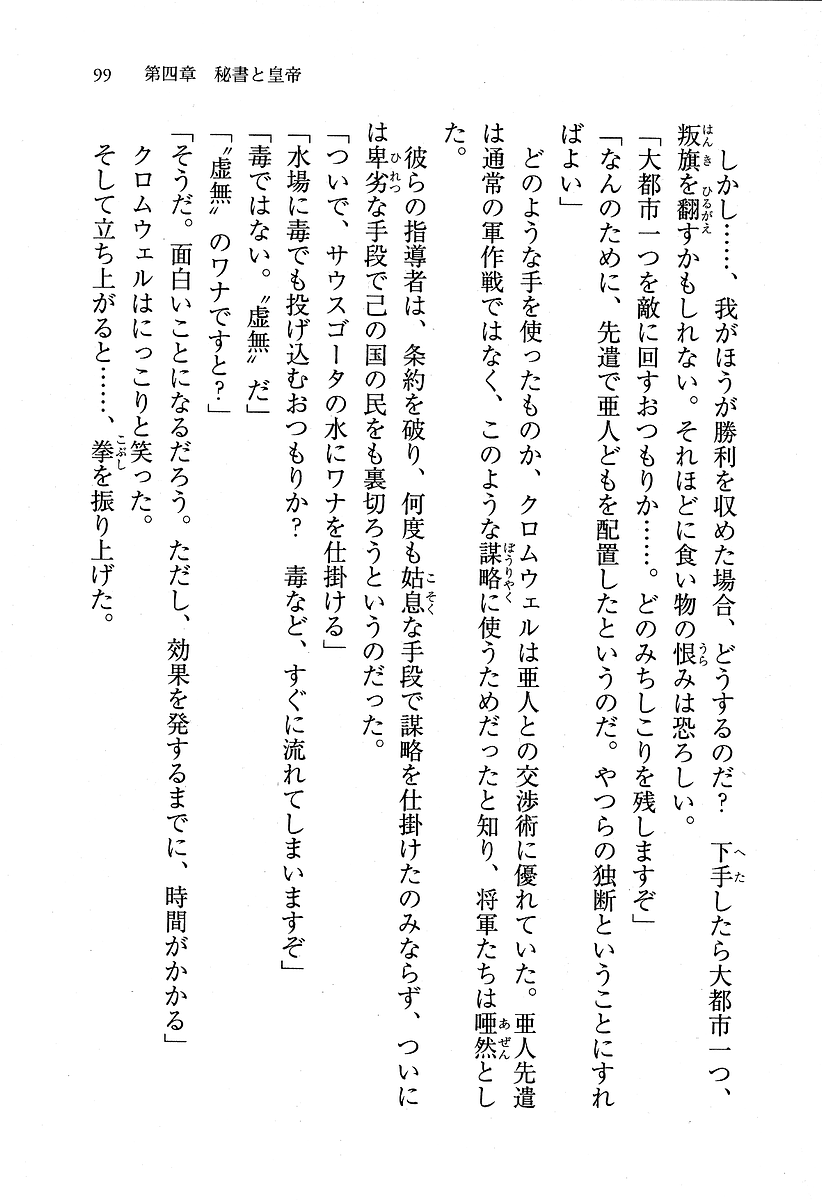 99　第四章　秘書と皇帝
しかし……、我がほうが勝利を収めた場合、どうするのだ？　下手したら大都市一つ、
叛旗を翻すかもしれない。それほどに食い物の恨みは恐ろしい。
「大都市一つを敵に回すおつもりか……。どのみちしこりを残しますぞ」
「なんのために、先遣で亜人どもを配置したというのだ。やつらの独断ということにすれ
ばよい」
どのような手を使ったものか、クロムウェルは亜人との交渉術に優れていた。亜人先遣
は通常の軍作戦ではなく、このような謀略に使うためだったと知り、将軍たちは唖然とし
た。
彼らの指導者は、条約を破り、何度も姑息な手段で謀略を仕掛けたのみならず、ついに
は卑劣な手段で己の国の民をも裏切ろうというのだった。
「ついで、サウスゴータの水にワナを仕掛ける」
「水場に毒でも投げ込むおつもりか？　毒など、すぐに流れてしまいますぞ」
「毒ではない。〝虚無〟だ」
「〝虚無〟のワナですと？」
「そうだ。面白いことになるだろう。ただし、効果を発するまでに、時間がかかる」
クロムウェルはにっこりと笑った。
そして立ち上がると……、拳を振り上げた。